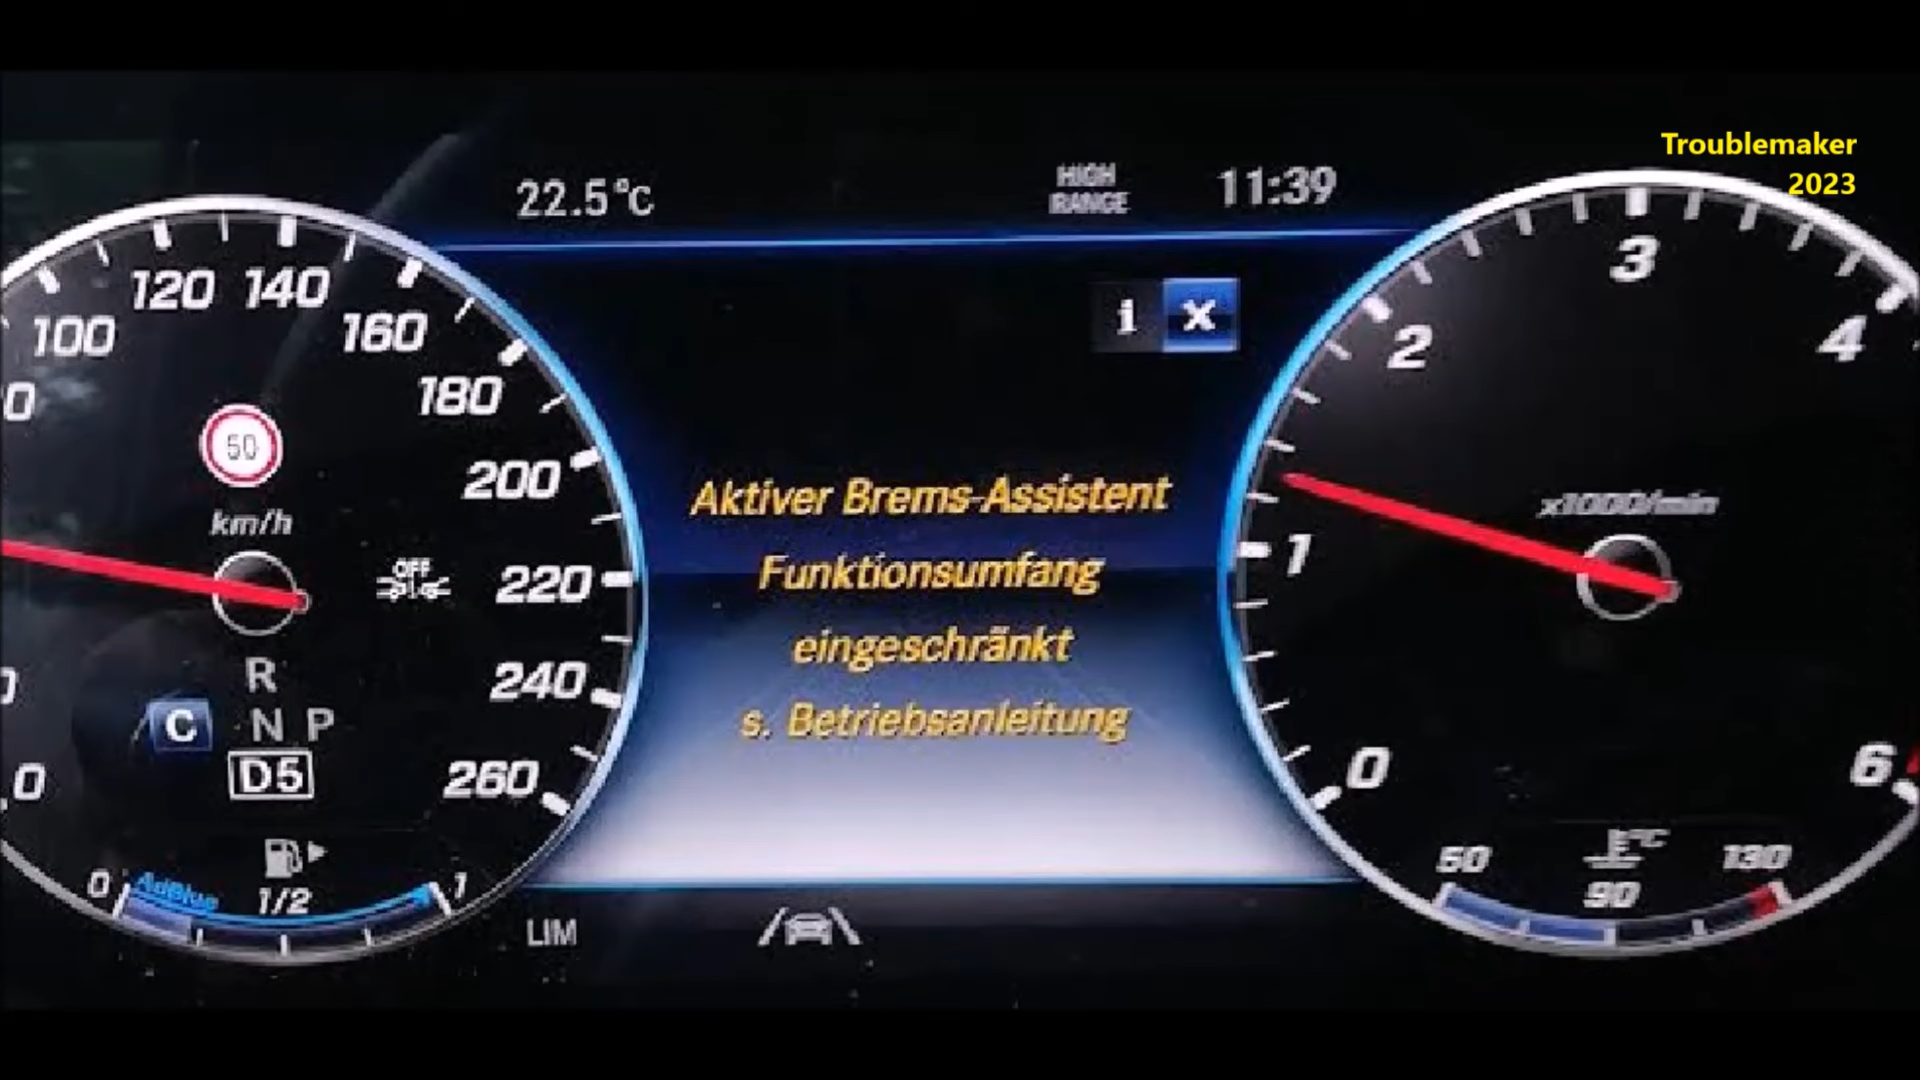 Troublemaker
2023
22.5°C
HIGH
RANGE
11:39
i
x
100
120
140
160
180
200
220
240
260
50
km/h
OFF
R
C
N P
D5
0
AdBlue
1/2
1
LIM
Aktiver Brems-Assistent
Funktionsumfang
eingeschränkt
s. Betriebsanleitung
0
1
2
3
4
6
x1000/min
°C
50
90
130